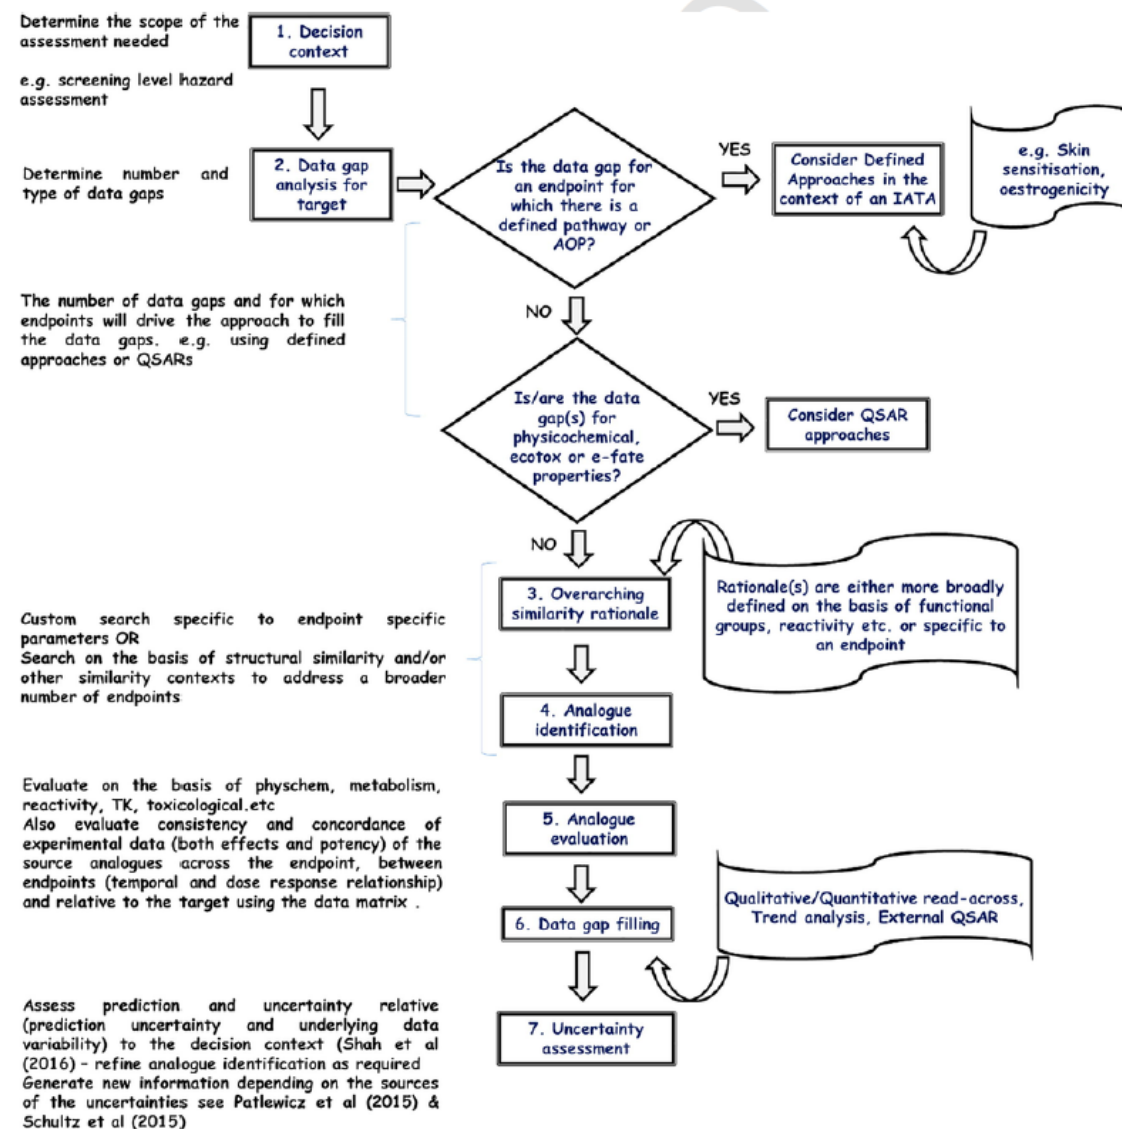 Determine the scope of the
assessment needed
e.g. screening level hazard
assessment
1. Decision
context
Determine number and
type of data gaps
2. Data gap
analysis for
target
Is the data gap for
an endpoint for
which there is a
defined pathway or
AOP?
YES
Consider Defined
Approaches in the
context of an IATA
e.g. Skin
sensitisation,
oestrogenicity
The number of data gaps and for which
endpoints will drive the approach to fill
the data gaps. e.g. using defined
approaches or QSARs
NO
Is/are the data
gap(s) for
physicochemical,
ecotox or e-fate
properties?
YES
Consider QSAR
approaches
NO
3. Overarching
similarity rationale
Rationale(s) are either more broadly
defined on the basis of functional
groups, reactivity etc. or specific to
an endpoint
Custom search specific to endpoint specific
parameters OR
Search on the basis of structural similarity and/or
other similarity contexts to address a broader
number of endpoints
4. Analogue
identification
Evaluate on the basis of physchem, metabolism,
reactivity, TK, toxicological.etc
Also evaluate consistency and concordance of
experimental data (both effects and potency) of the
source analogues across the endpoint, between
endpoints (temporal and dose response relationship)
and relative to the target using the data matrix .
5. Analogue
evaluation
6. Data gap filling
Qualitative/Quantitative read-across,
Trend analysis, External QSAR
Assess prediction and uncertainty relative
(prediction uncertainty and underlying data
variability) to the decision context (Shah et al
(2016) – refine analogue identification as required
Generate new information depending on the sources
of the uncertainties see Patlewicz et al (2015) &
Schultz et al (2015)
7. Uncertainty
assessment